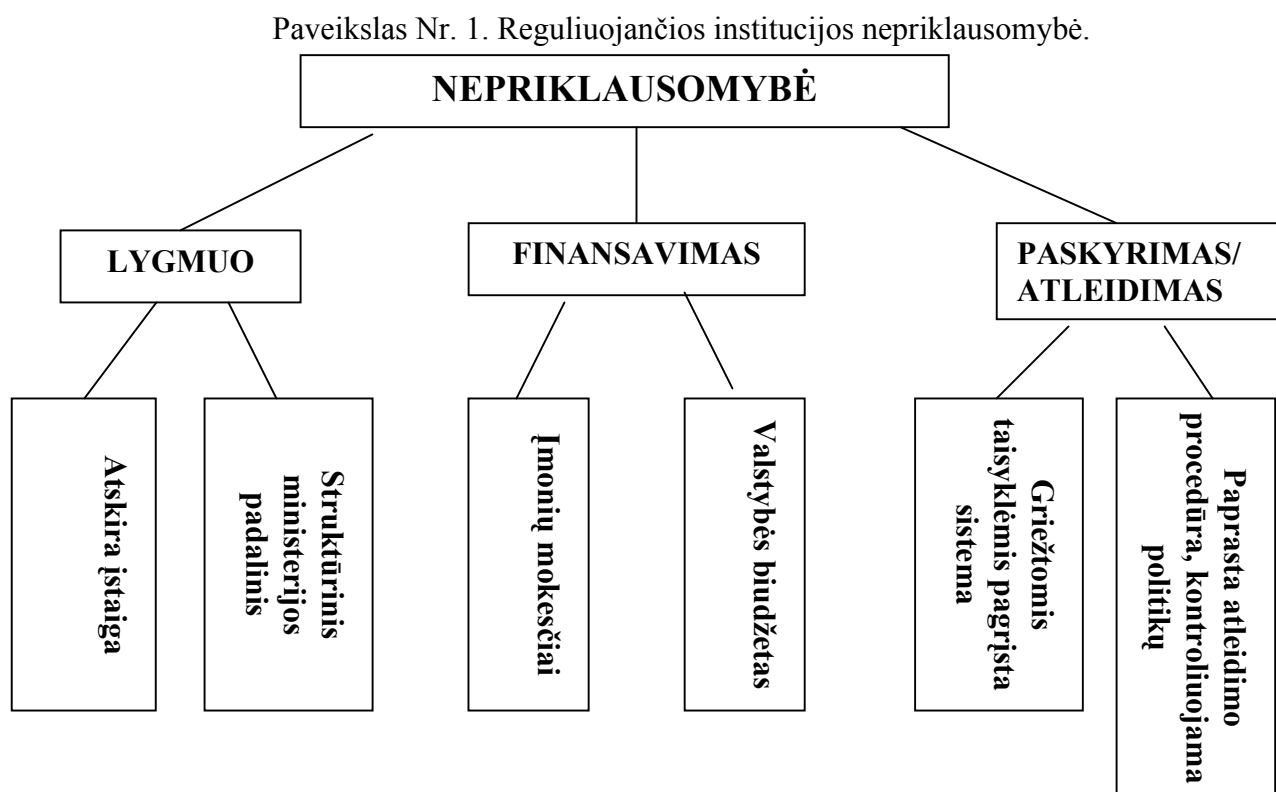 Paveikslas Nr. 1. Reguliuojančios institucijos nepriklausomybė.
NEPRIKLAUSOMYBĖ
LYGMUO
FINANSAVIMAS
PASKYRIMAS/
ATLEIDIMAS
Atskira įstaiga
Struktūrinis
ministerijos
padalinis
Įmonių mokesčiai
Valstybės biudžetas
Griežtomis
taisyklėmis pagrįsta
sistema
Paprasta atleidimo
procedūra, kontroliuojama
politikų